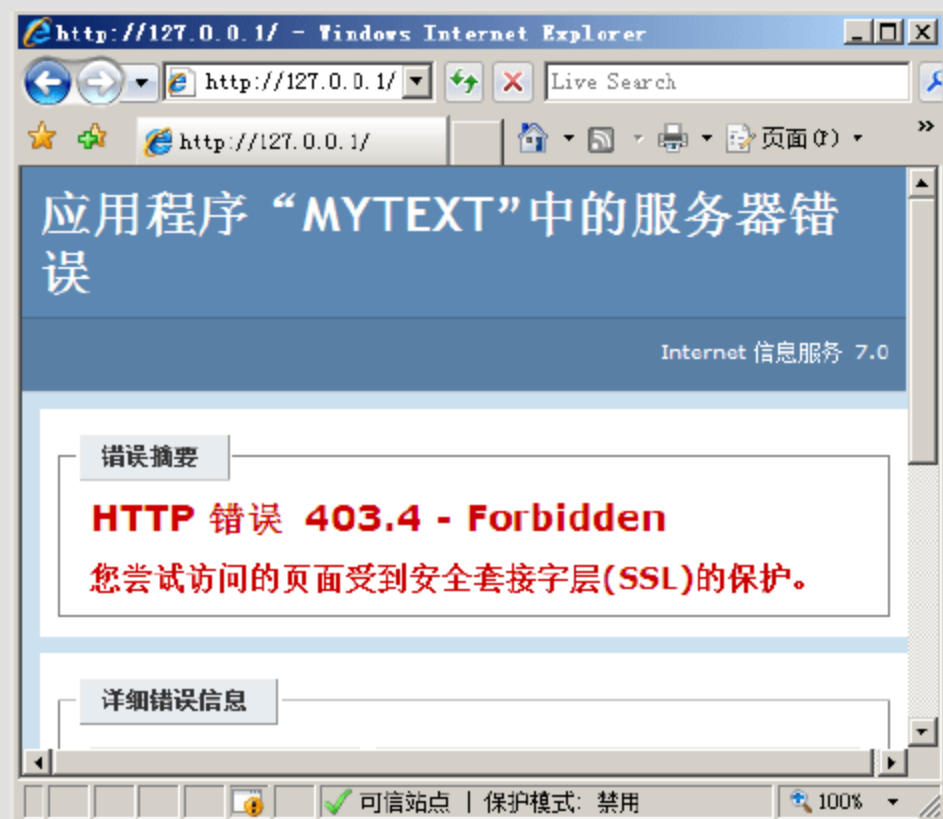 http://127.0.0.1/ - Windows Internet Explorer
http://127.0.0.1/
Live Search
http://127.0.0.1/
页面(P)
»
应用程序“MYTEXT”中的服务器错
误
Internet 信息服务 7.0
错误摘要
HTTP 错误 403.4 - Forbidden
您尝试访问的页面受到安全套接字层(SSL)的保护。
详细错误信息
可信站点 | 保护模式: 禁用
100%